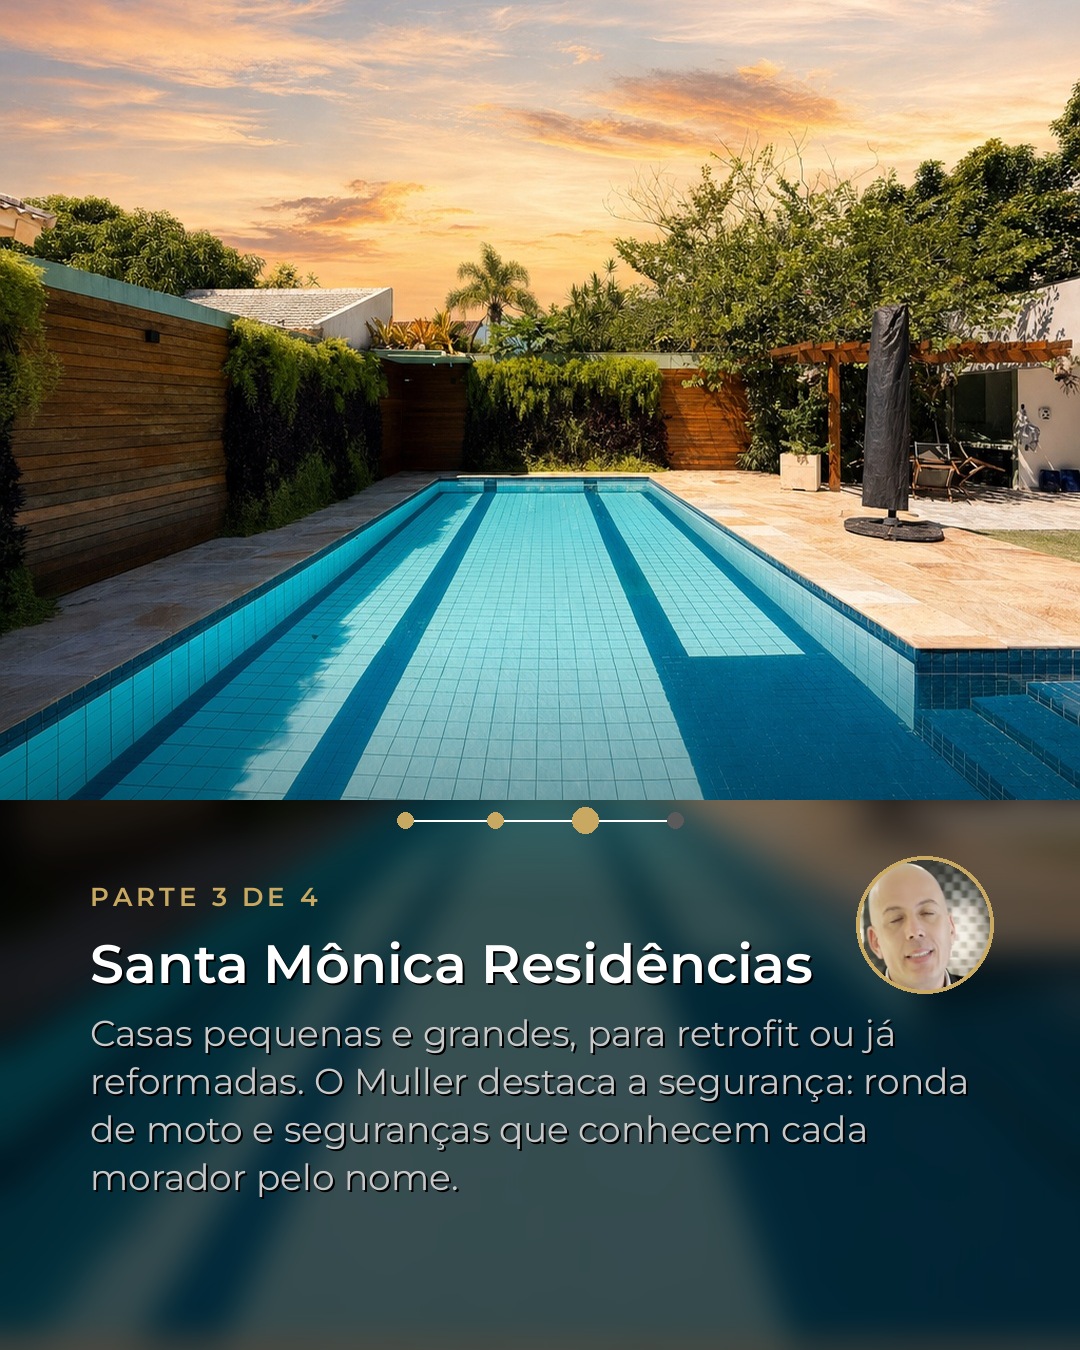 PARTE 3 DE 4
Santa Mônica Residências
Casas pequenas e grandes, para retrofit ou já
reformadas. O Muller destaca a segurança: ronda
de moto e seguranças que conhecem cada
morador pelo nome.